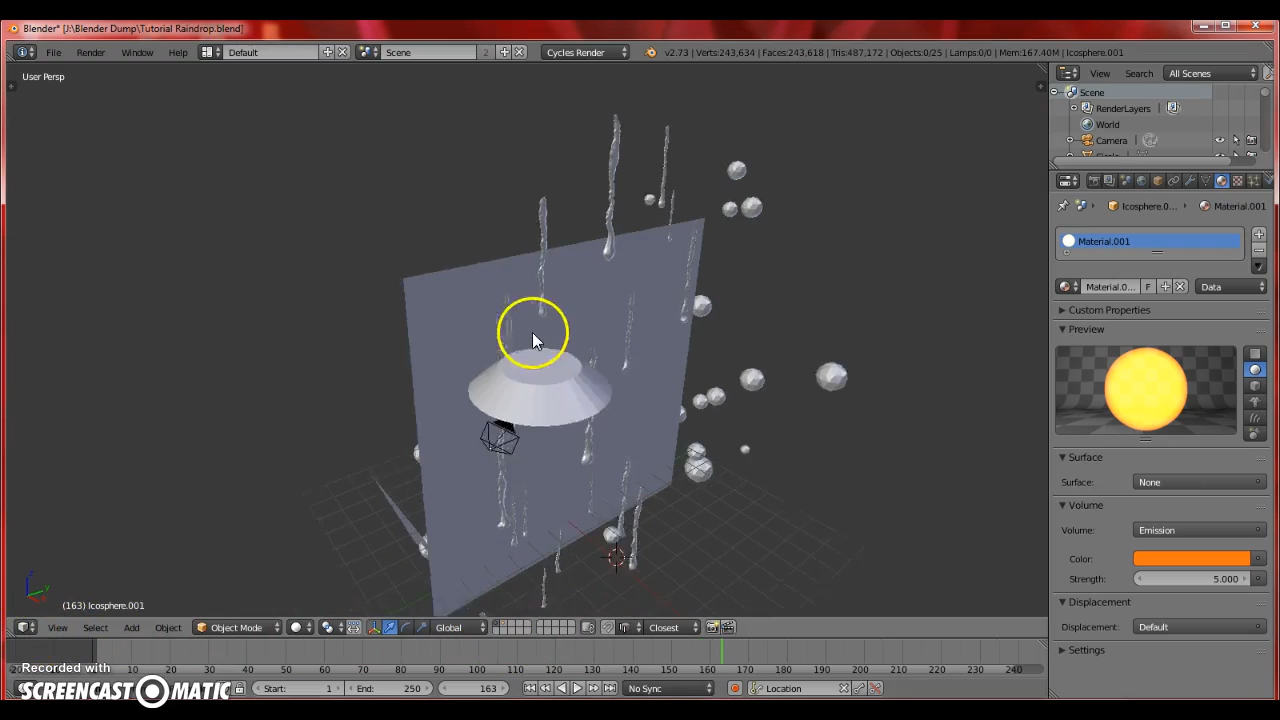 Blender* [J:\Blender Dump\Tutorial Raindrop.blend]
File Render Window Help Default Scene 2 Cycles Render v2.73 | Verts:243,634 | Faces:243,618 | Tris:487,172 | Objects:0/25 | Lamps:0/0 | Mem:167.40M | Icosphere.001
User Persp
View Search All Scenes
Scene
RenderLayers
World
Camera
Icosphere.0... Material.001
Material.001
Material.0... F Data
Custom Properties
Preview
Surface
Surface: None
Volume
Volume: Emission
Color:
Strength: 5.000
Displacement
Displacement: Default
Settings
(163) Icosphere.001
View Select Add Object Object Mode Global Closest
10 20 30 40 50 60 70 80 90 100 110 120 130 140 150 160 170 180 190 200 210 220 230 240
Start: 1 End: 250 163 No Sync Location
Recorded with
SCREENCAST MATIC